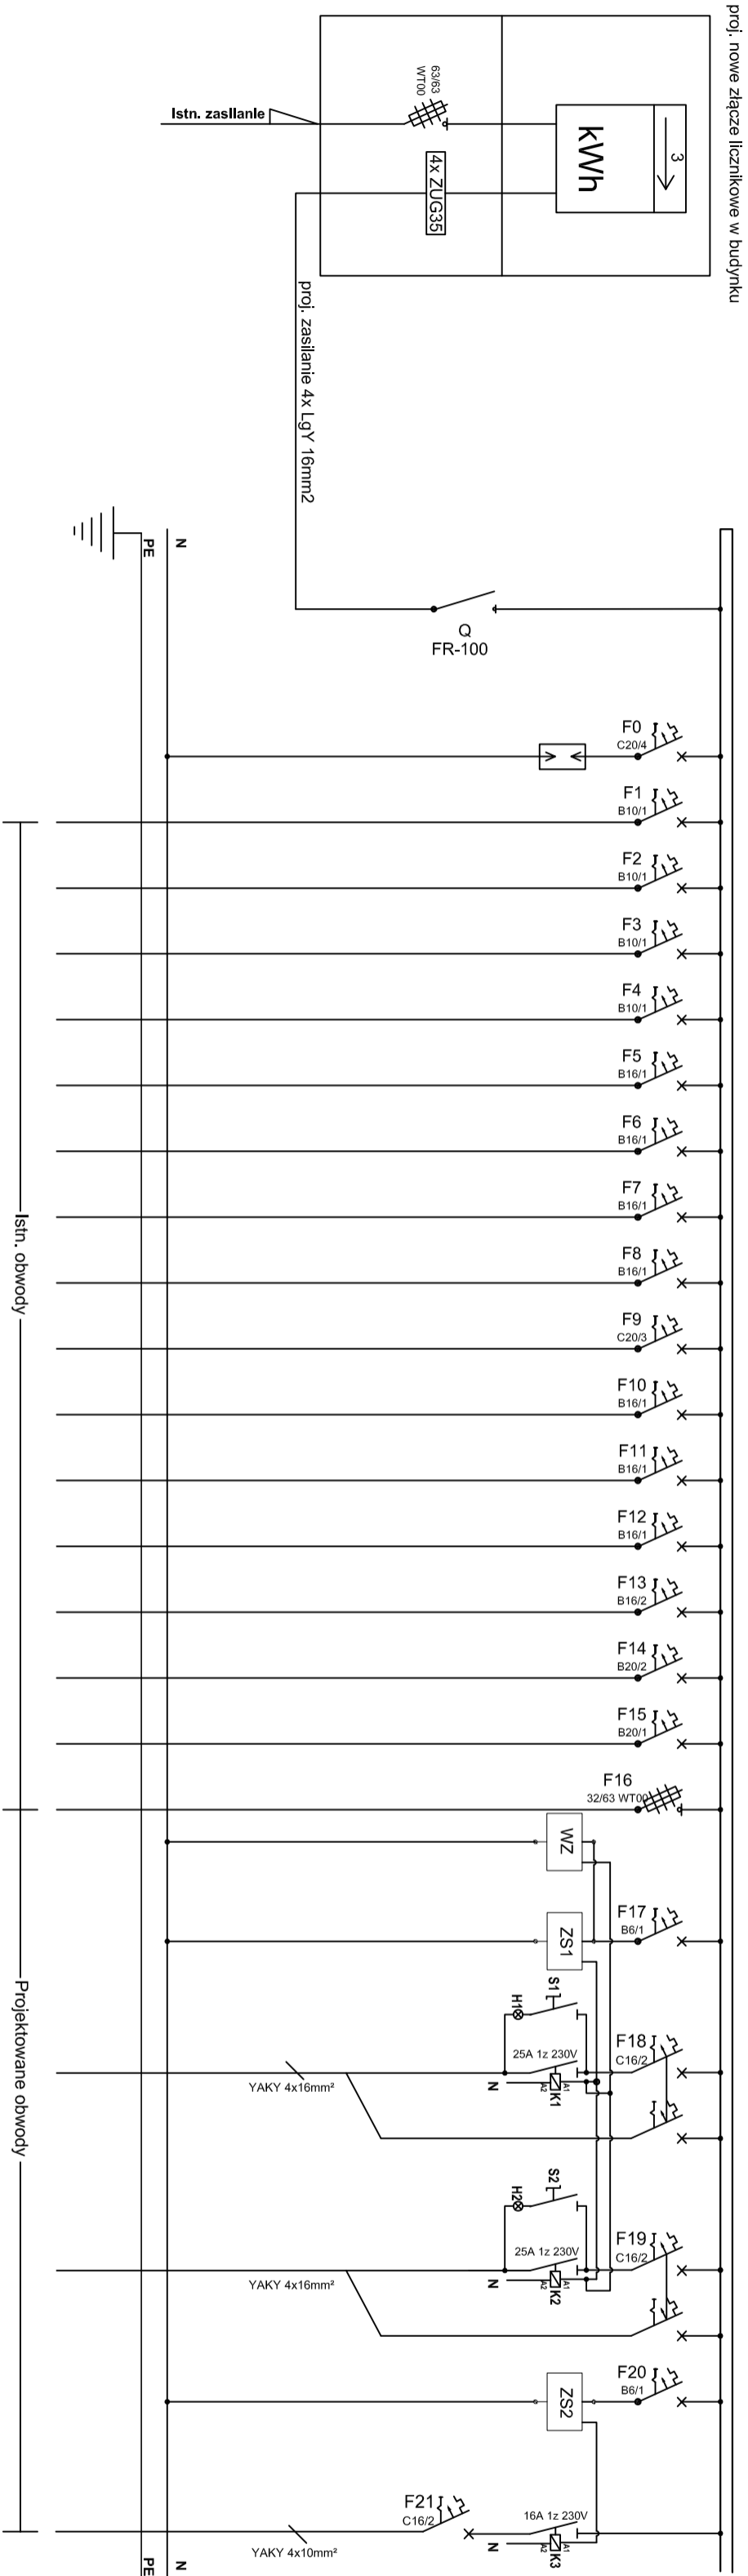 proj. nowe złącze licznikowe w budynku
3
kWh
63/63
WT00
4x ZUG35
Istn. zasilanie
proj. zasilanie 4x LgY 16mm2
N
PE
Q
FR-100
F0
C20/4
F1
B10/1
F2
B10/1
F3
B10/1
F4
B10/1
F5
B16/1
F6
B16/1
F7
B16/1
F8
B16/1
F9
C20/3
F10
B16/1
F11
B16/1
F12
B16/1
F13
B16/2
F14
B20/2
F15
B20/1
F16
32/63 WT00
WZ
F17
B6/1
ZS1
S1
H1
F18
C16/2
25A 1z 230V
A1
K1
A2
N
YAKY 4x16mm²
S2
H2
F19
C16/2
25A 1z 230V
A1
K2
A2
N
YAKY 4x16mm²
F20
B6/1
ZS2
F21
C16/2
16A 1z 230V
A1
K3
A2
N
YAKY 4x10mm²
N
PE
Istn. obwody
Projektowane obwody